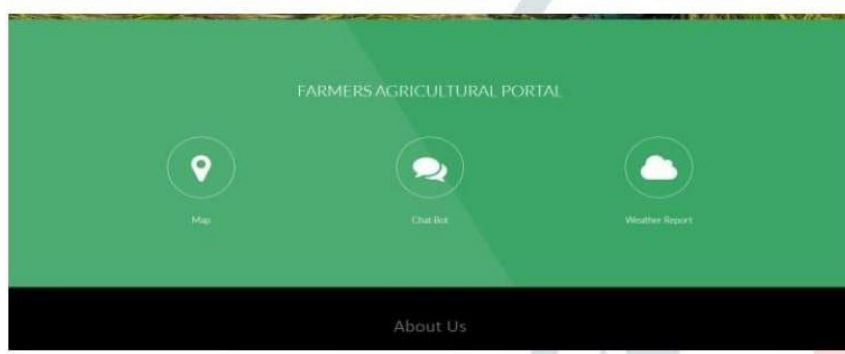 FARMERS AGRICULTURAL PORTAL
Map
Chat Bot
Weather Report
About Us